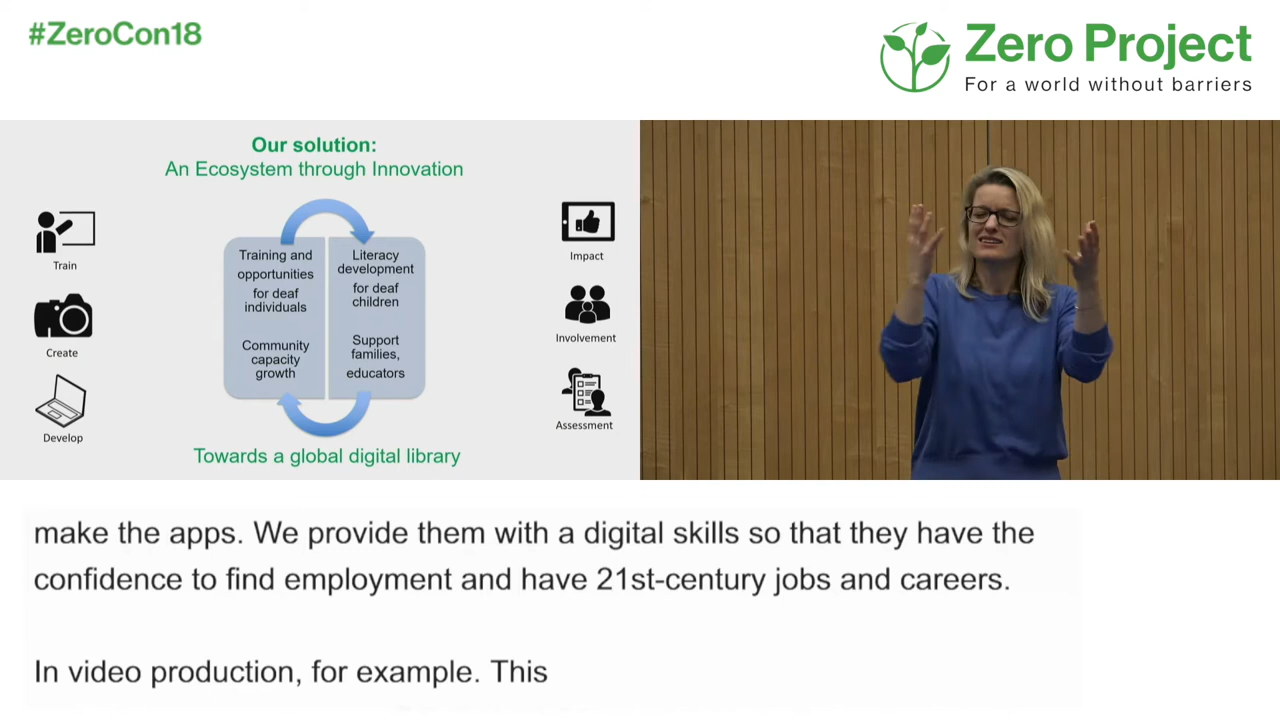 #ZeroCon18
Zero Project
For a world without barriers
Our solution:
An Ecosystem through Innovation
Train
Create
Develop
Training and
opportunities
for deaf
individuals
Community
capacity
growth
Literacy
development
for deaf
children
Support
families,
educators
Impact
Involvement
Assessment
Towards a global digital library
make the apps. We provide them with a digital skills so that they have the
confidence to find employment and have 21st-century jobs and careers.
In video production, for example. This